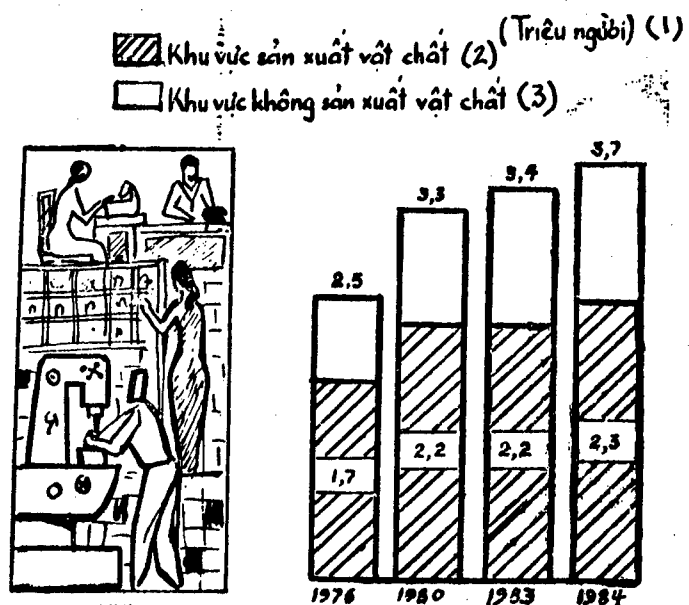 (Triệu người) (1)
Khu vực sản xuất vật chất (2)
Khu vực không sản xuất vật chất (3)
3,7
3,4
3,3
2,5
1,7
2,2
2,2
2,3
1976 1980 1983 1984